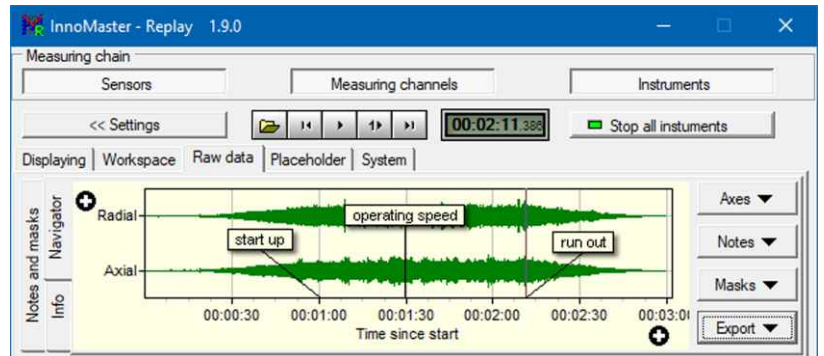 InnoMaster - Replay 1.9.0
Measuring chain
Sensors
Measuring channels
Instruments
<< Settings
00:02:11.386
Stop all instuments
Displaying
Workspace
Raw data
Placeholder
System
Notes and masks
Navigator
Info
Radial
Axial
operating speed
start up
run out
00:00:30
00:01:00
00:01:30
00:02:00
00:02:30
00:03:0
Time since start
Axes
Notes
Masks
Export